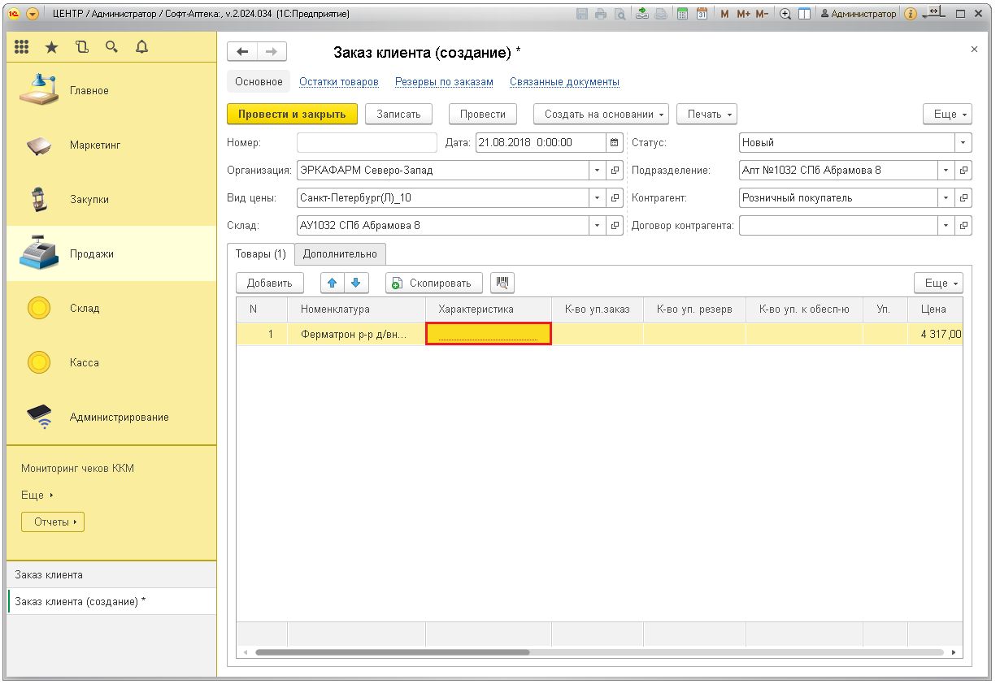 ЦЕНТР / Администратор / Софт-Аптека:, v.2.024.034 (1С:Предприятие)
M M+ M- Администратор
Главное
Маркетинг
Закупки
Продажи
Склад
Касса
Администрирование
Мониторинг чеков ККМ
Еще
Отчеты
Заказ клиента
Заказ клиента (создание) *
Заказ клиента (создание) *
Основное Остатки товаров Резервы по заказам Связанные документы
Провести и закрыть Записать Провести Создать на основании Печать Еще
Номер: Дата: 21.08.2018 0:00:00 Статус: Новый
Организация: ЭРКАФАРМ Северо-Запад Подразделение: Апт №1032 СПб Абрамова 8
Вид цены: Санкт-Петербург(Л)_10 Контрагент: Розничный покупатель
Склад: АУ1032 СПб Абрамова 8 Договор контрагента:
Товары (1) Дополнительно
Добавить Скопировать Еще
N Номенклатура Характеристика К-во уп.заказ К-во уп. резерв К-во уп. к обесп-ю Уп. Цена
1 Ферматрон р-р д/вн... 4 317,00